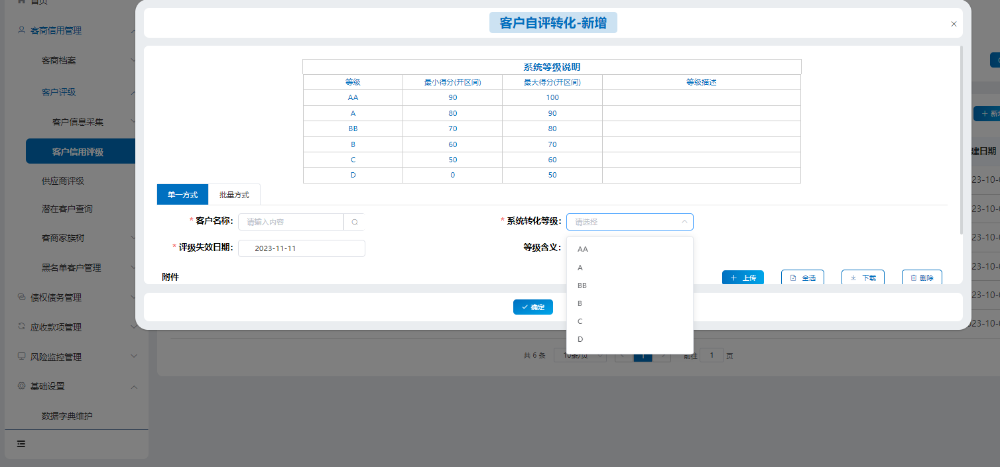 首页
客商信用管理
客商档案
客户评级
客户信息采集
客户信用评级
供应商评级
潜在客户查询
客商家族树
黑名单客户管理
债权债务管理
应收款项管理
风险监控管理
基础设置
数据字典维护
客户自评转化-新增
系统等级说明
等级 最小得分(开区间) 最大得分(开区间) 等级描述
AA 90 100
A 80 90
BB 70 80
B 60 70
C 50 60
D 0 50
单一方式 批量方式
* 客户名称: 请输入内容 * 系统转化等级: 请选择
* 评级失效日期: 2023-11-11 等级含义:
AA
A
BB
B
C
D
附件 上传 全选 下载 删除
确定
共 6 条 10条/页 1 前往 1 页
新增
建日期
23-10-0
23-10-0
23-10-0
23-10-0
23-10-0
23-10-0